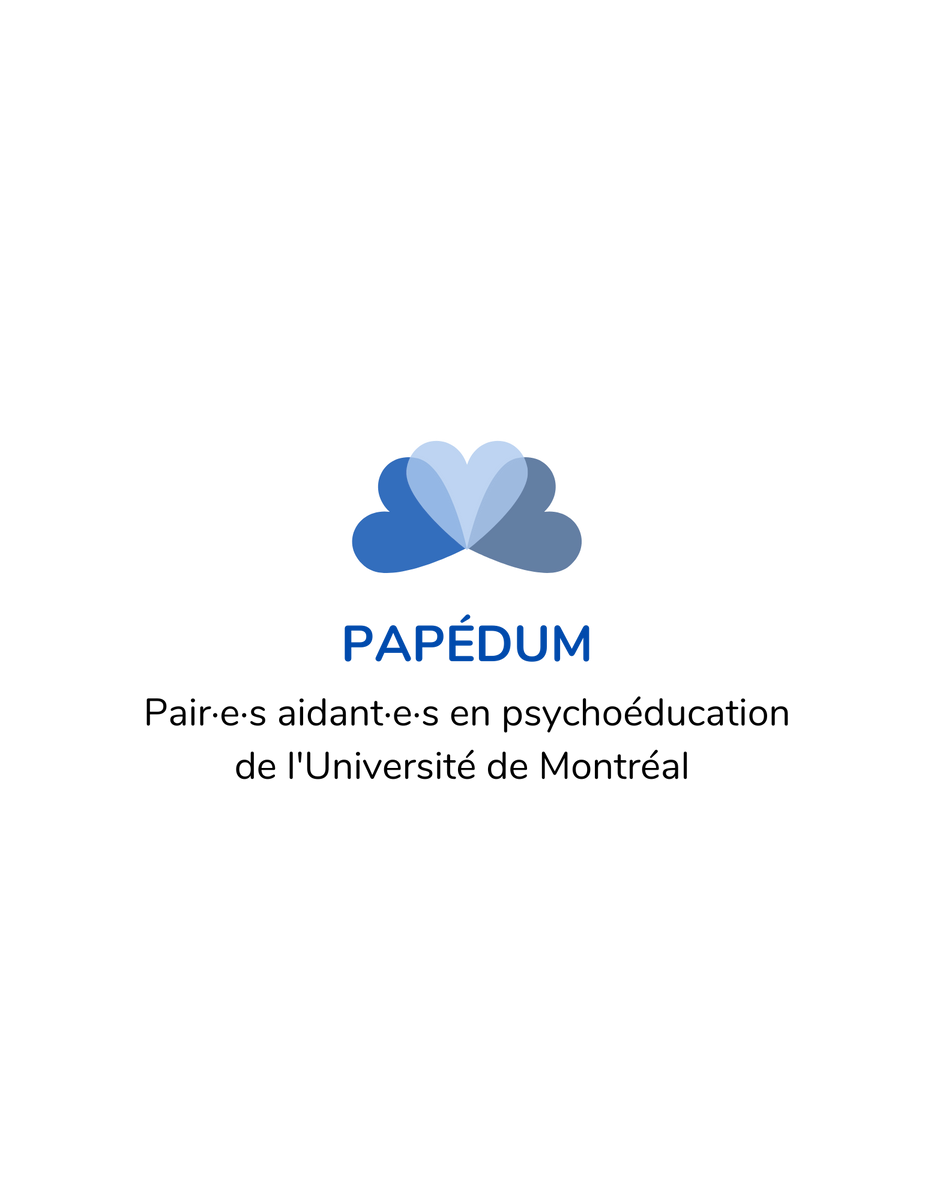 PAPÉDUM
Pair·e·s aidant·e·s en psychoéducation
de l'Université de Montréal